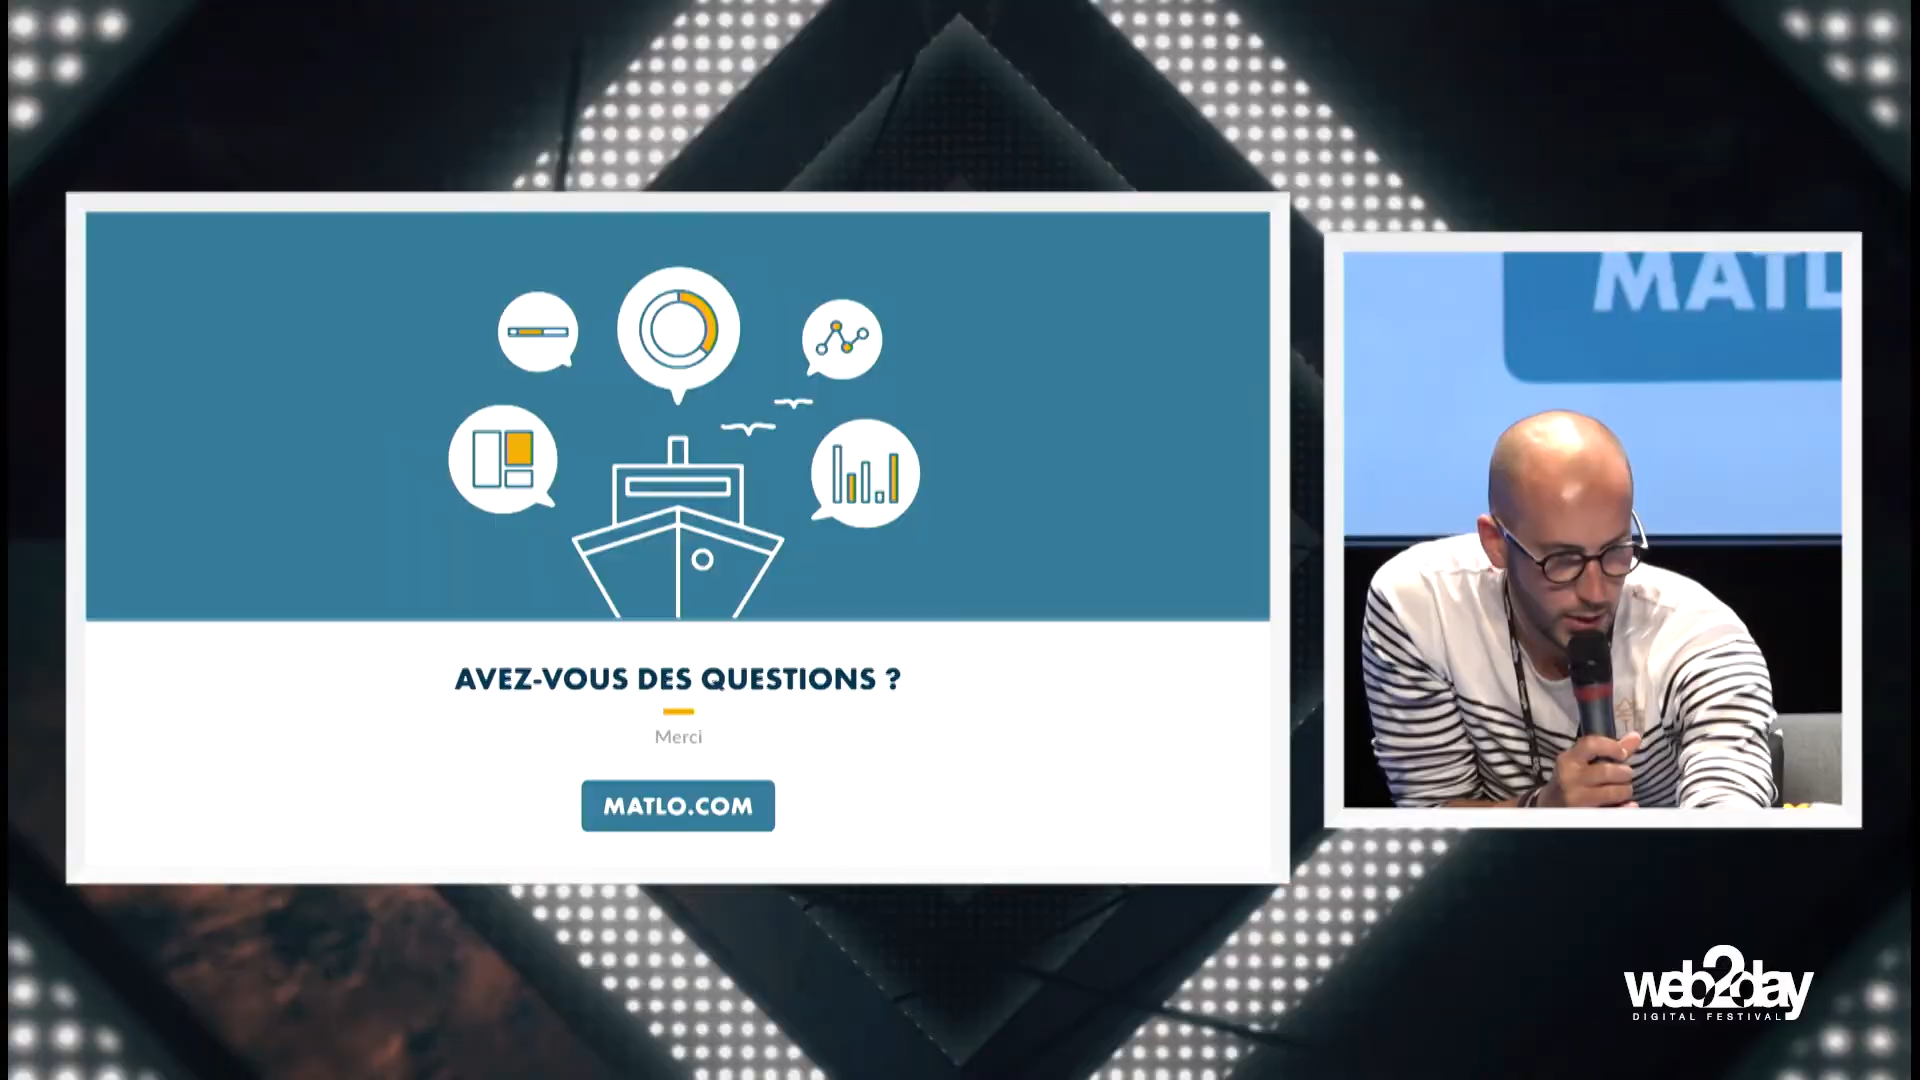 AVEZ-VOUS DES QUESTIONS ?
Merci
MATLO.COM
MATL
web2day
DIGITAL FESTIVAL